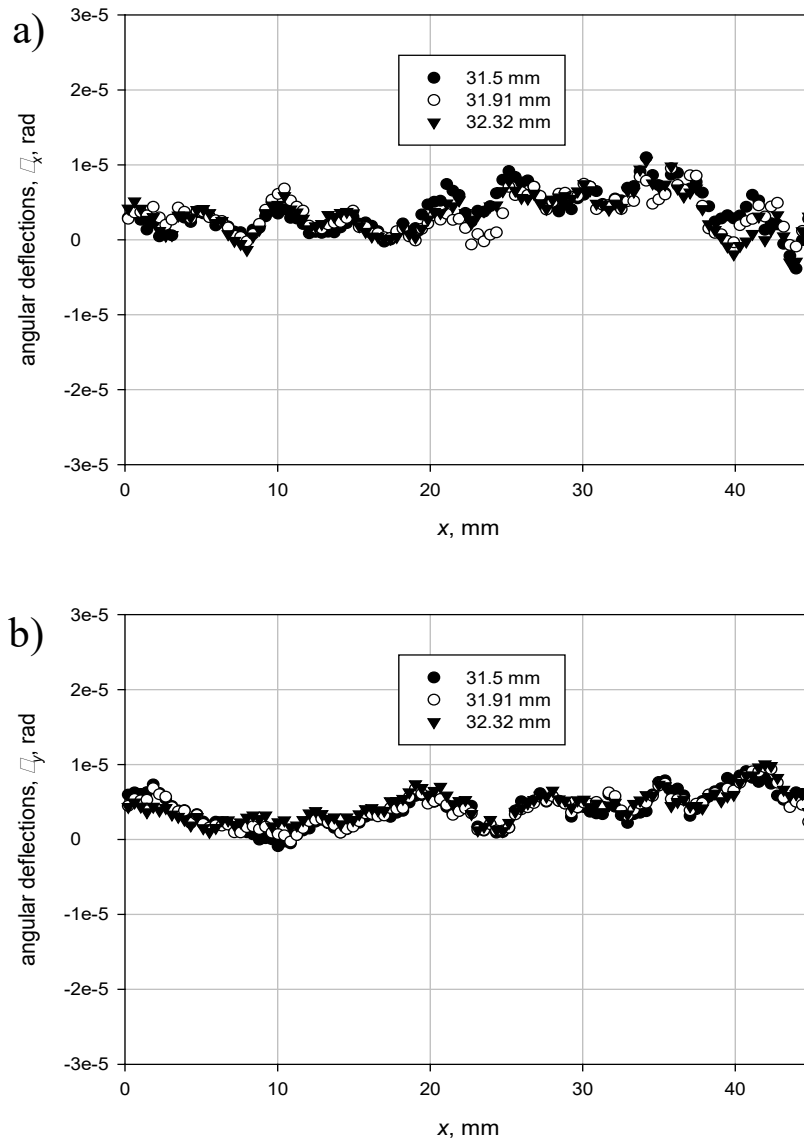 a)
3e-5
2e-5
1e-5
0
-1e-5
-2e-5
-3e-5
angular deflections, □x, rad
31.5 mm
31.91 mm
32.32 mm
0 10 20 30 40
x, mm
b)
3e-5
2e-5
1e-5
0
-1e-5
-2e-5
-3e-5
angular deflections, □y, rad
31.5 mm
31.91 mm
32.32 mm
0 10 20 30 40
x, mm